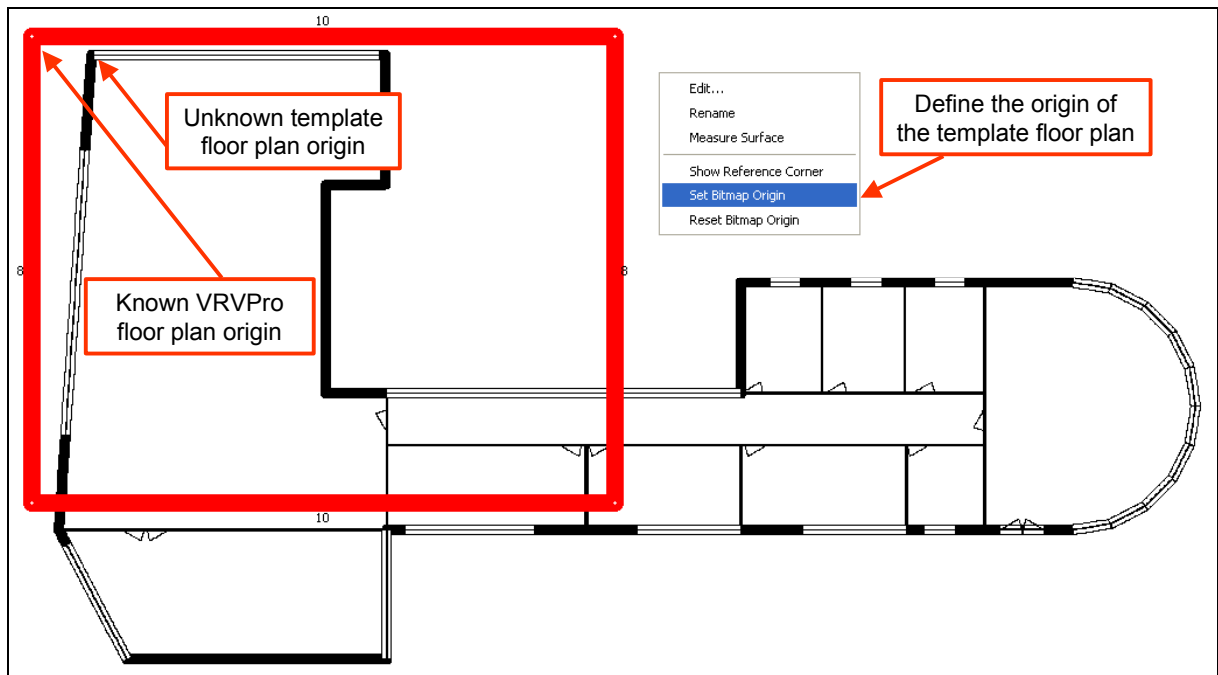 10
Unknown template
floor plan origin
Edit...
Rename
Measure Surface
Show Reference Corner
Set Bitmap Origin
Reset Bitmap Origin
Define the origin of
the template floor plan
8
8
Known VRVPro
floor plan origin
10